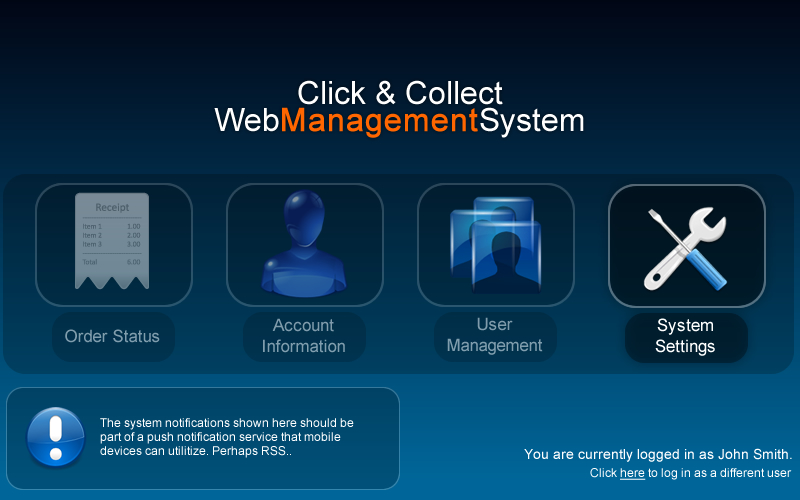 Click & Collect
WebManagementSystem
Receipt
Item 1 1.00
Item 2 2.00
Item 3 3.00
Total 6.00
Order Status
Account
Information
User
Management
System
Settings
The system notifications shown here should be
part of a push notification service that mobile
devices can utilitize. Perhaps RSS..
You are currently logged in as John Smith.
Click here to log in as a different user